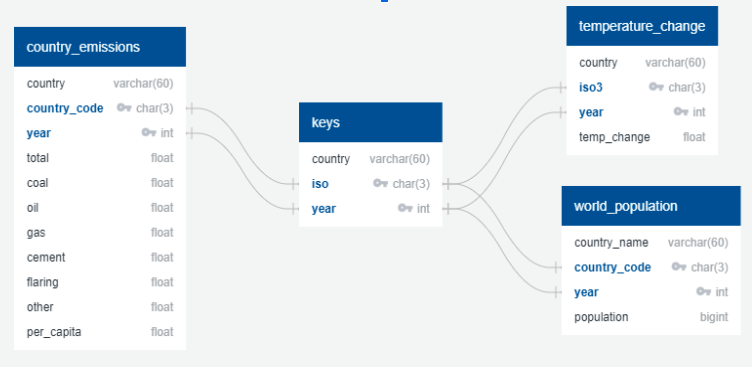 country_emissions
country varchar(60)
country_code char(3)
year int
total float
coal float
oil float
gas float
cement float
flaring float
other float
per_capita float
keys
country varchar(60)
iso char(3)
year int
temperature_change
country varchar(60)
iso3 char(3)
year int
temp_change float
world_population
country_name varchar(60)
country_code char(3)
year int
population bigint